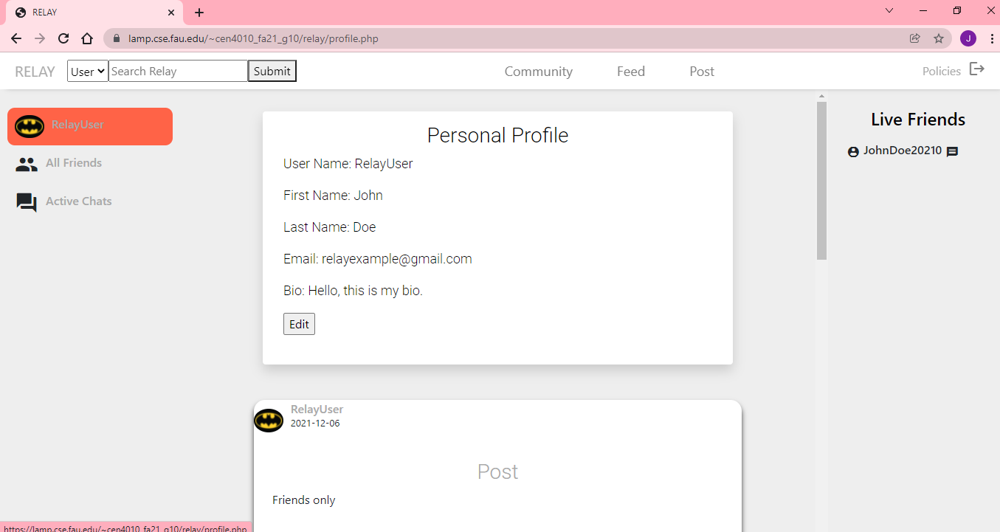 RELAY
lamp.cse.fau.edu/~cen4010_fa21_g10/relay/profile.php
J
RELAY User Search Relay Submit Community Feed Post Policies
RelayUser
All Friends
Active Chats
Personal Profile
User Name: RelayUser
First Name: John
Last Name: Doe
Email: relayexample@gmail.com
Bio: Hello, this is my bio.
Edit
RelayUser
2021-12-06
Post
Friends only
Live Friends
JohnDoe20210
https://lamp.cse.fau.edu/~cen4010_fa21_g10/relay/profile.php